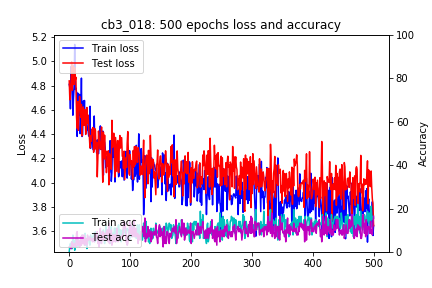 cb3_018: 500 epochs loss and accuracy
Train loss
Test loss
Train acc
Test acc
Loss
5.2
5.0
4.8
4.6
4.4
4.2
4.0
3.8
3.6
Accuracy
100
80
60
40
20
0
0 100 200 300 400 500